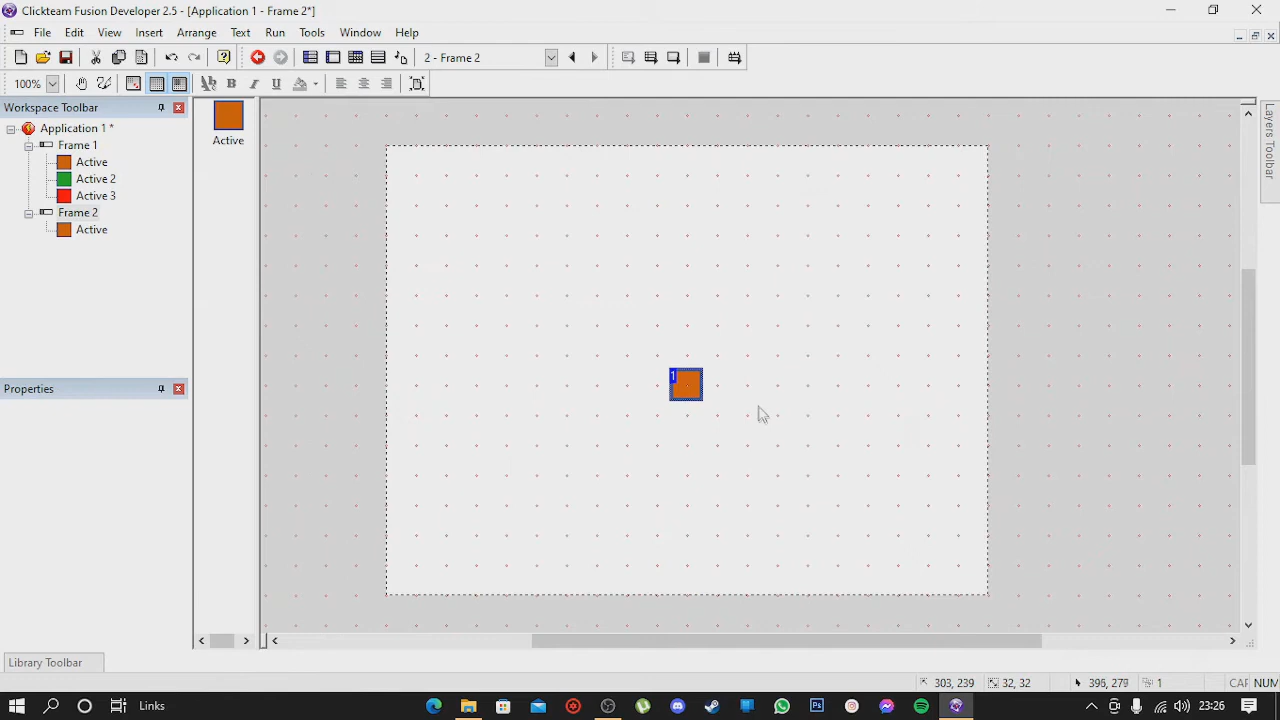 Clickteam Fusion Developer 2.5 - [Application 1 - Frame 2*]
File Edit View Insert Arrange Text Run Tools Window Help
2 - Frame 2
100%
Workspace Toolbar
Application 1 *
Frame 1
Active
Active 2
Active 3
Frame 2
Active
Active
1
Layers Toolbar
Properties
Library Toolbar
303, 239 32, 32 396, 279 1 CAP NUM
Links 23:26